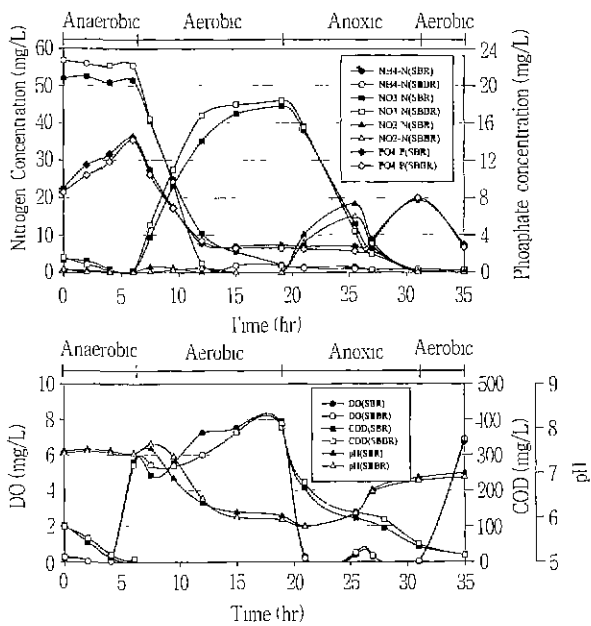 Anaerobic Aerobic Anoxic Aerobic
Nitrogen Concentration (mg/L)
60
50
40
30
20
10
0
Phosphate concentration (mg/L)
24
20
16
12
8
4
0
NH4-N(SBR)
NH4-N(SBBR)
NO3-N(SBR)
NO3-N(SBBR)
NO2-N(SBR)
NO2-N(SBBR)
PO4-P(SBR)
PO4-P(SBBR)
0 5 10 15 20 25 30 35
Time (hr)
Anaerobic Aerobic Anoxic Aerobic
DO (mg/L)
10
8
6
4
2
0
COD (mg/L)
500
400
300
200
100
0
pH
9
8
7
6
5
DO(SBR)
DO(SBBR)
COD(SBR)
COD(SBBR)
pH(SBR)
pH(SBBR)
0 5 10 15 20 25 30 35
Time (hr)